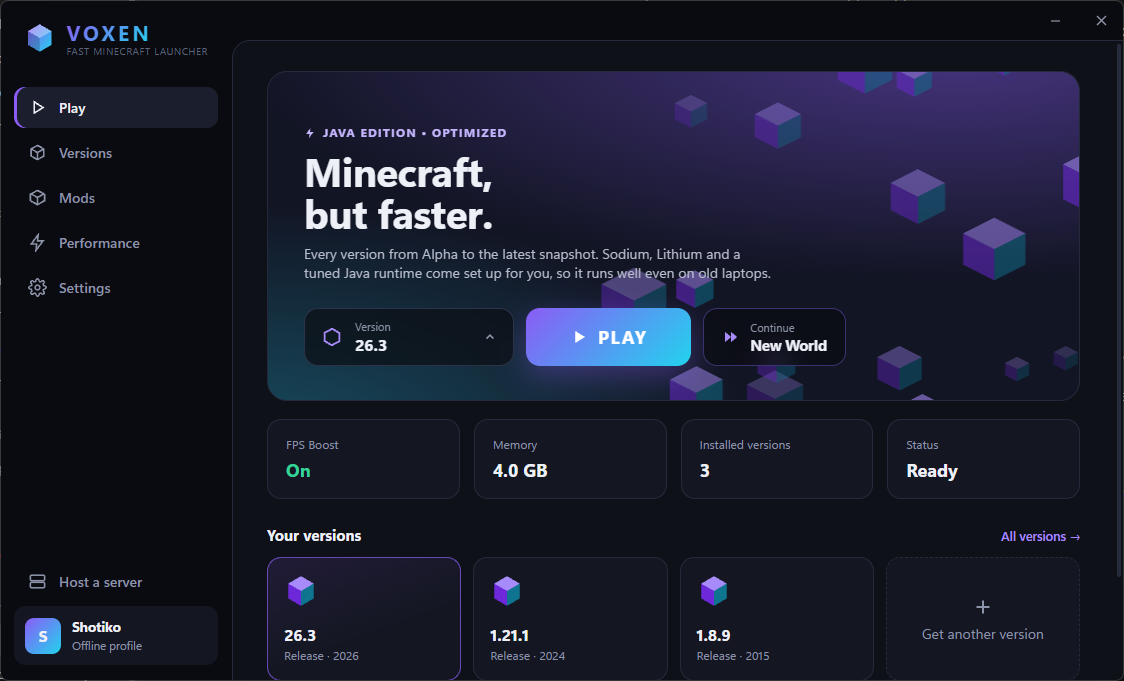 VOXEN
FAST MINECRAFT LAUNCHER
Play
Versions
Mods
Performance
Settings
Host a server
S
Shotiko
Offline profile
JAVA EDITION • OPTIMIZED
Minecraft,
but faster.
Every version from Alpha to the latest snapshot. Sodium, Lithium and a
tuned Java runtime come set up for you, so it runs well even on old laptops.
Version
26.3
PLAY
Continue
New World
FPS Boost
On
Memory
4.0 GB
Installed versions
3
Status
Ready
Your versions
All versions →
26.3
Release · 2026
1.21.1
Release · 2024
1.8.9
Release · 2015
Get another version